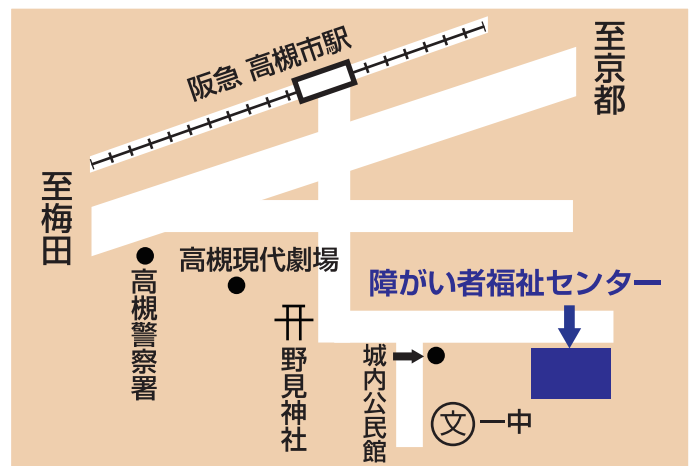 阪急 高槻市駅
至京都
至梅田
高槻現代劇場
高槻警察署
障がい者福祉センター
野見神社
城内公民館
文 一中